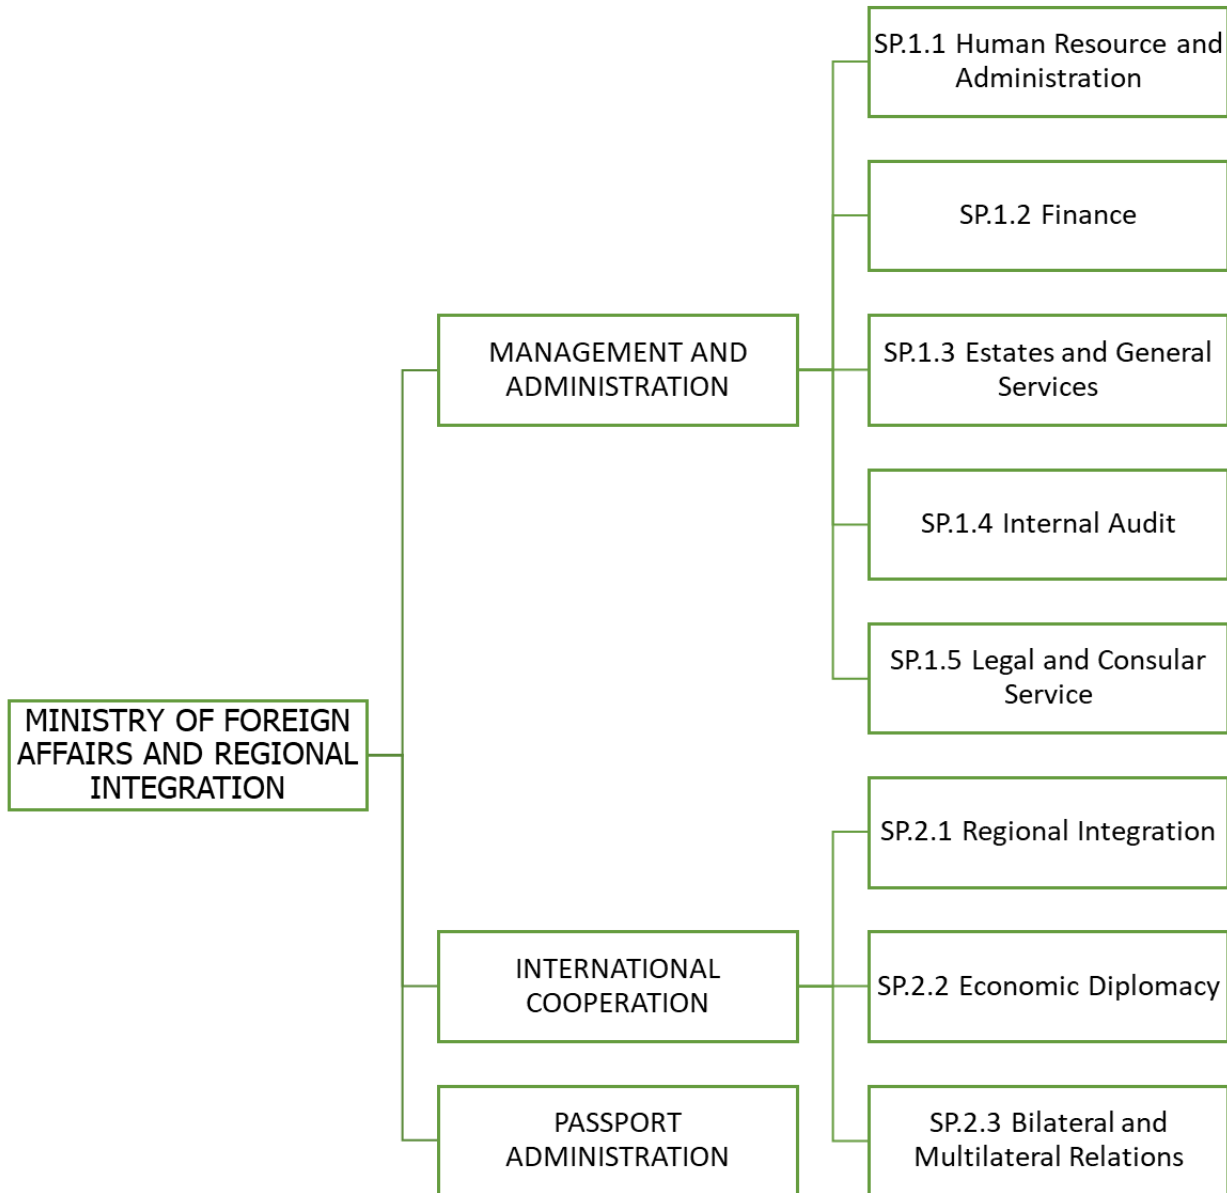 MINISTRY OF FOREIGN
AFFAIRS AND REGIONAL
INTEGRATION
MANAGEMENT AND
ADMINISTRATION
SP.1.1 Human Resource and
Administration
SP.1.2 Finance
SP.1.3 Estates and General
Services
SP.1.4 Internal Audit
SP.1.5 Legal and Consular
Service
INTERNATIONAL
COOPERATION
SP.2.1 Regional Integration
SP.2.2 Economic Diplomacy
SP.2.3 Bilateral and
Multilateral Relations
PASSPORT
ADMINISTRATION